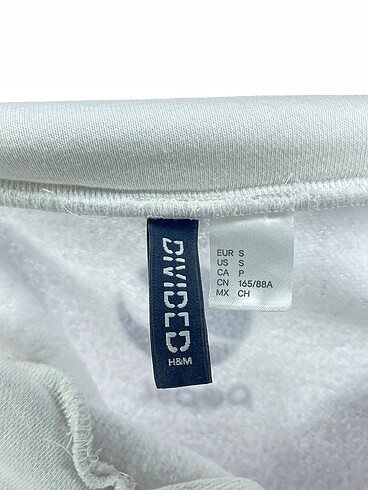 DIVIDED
H&M
EUR S
US S
CA P
CN 165/88A
MX CH